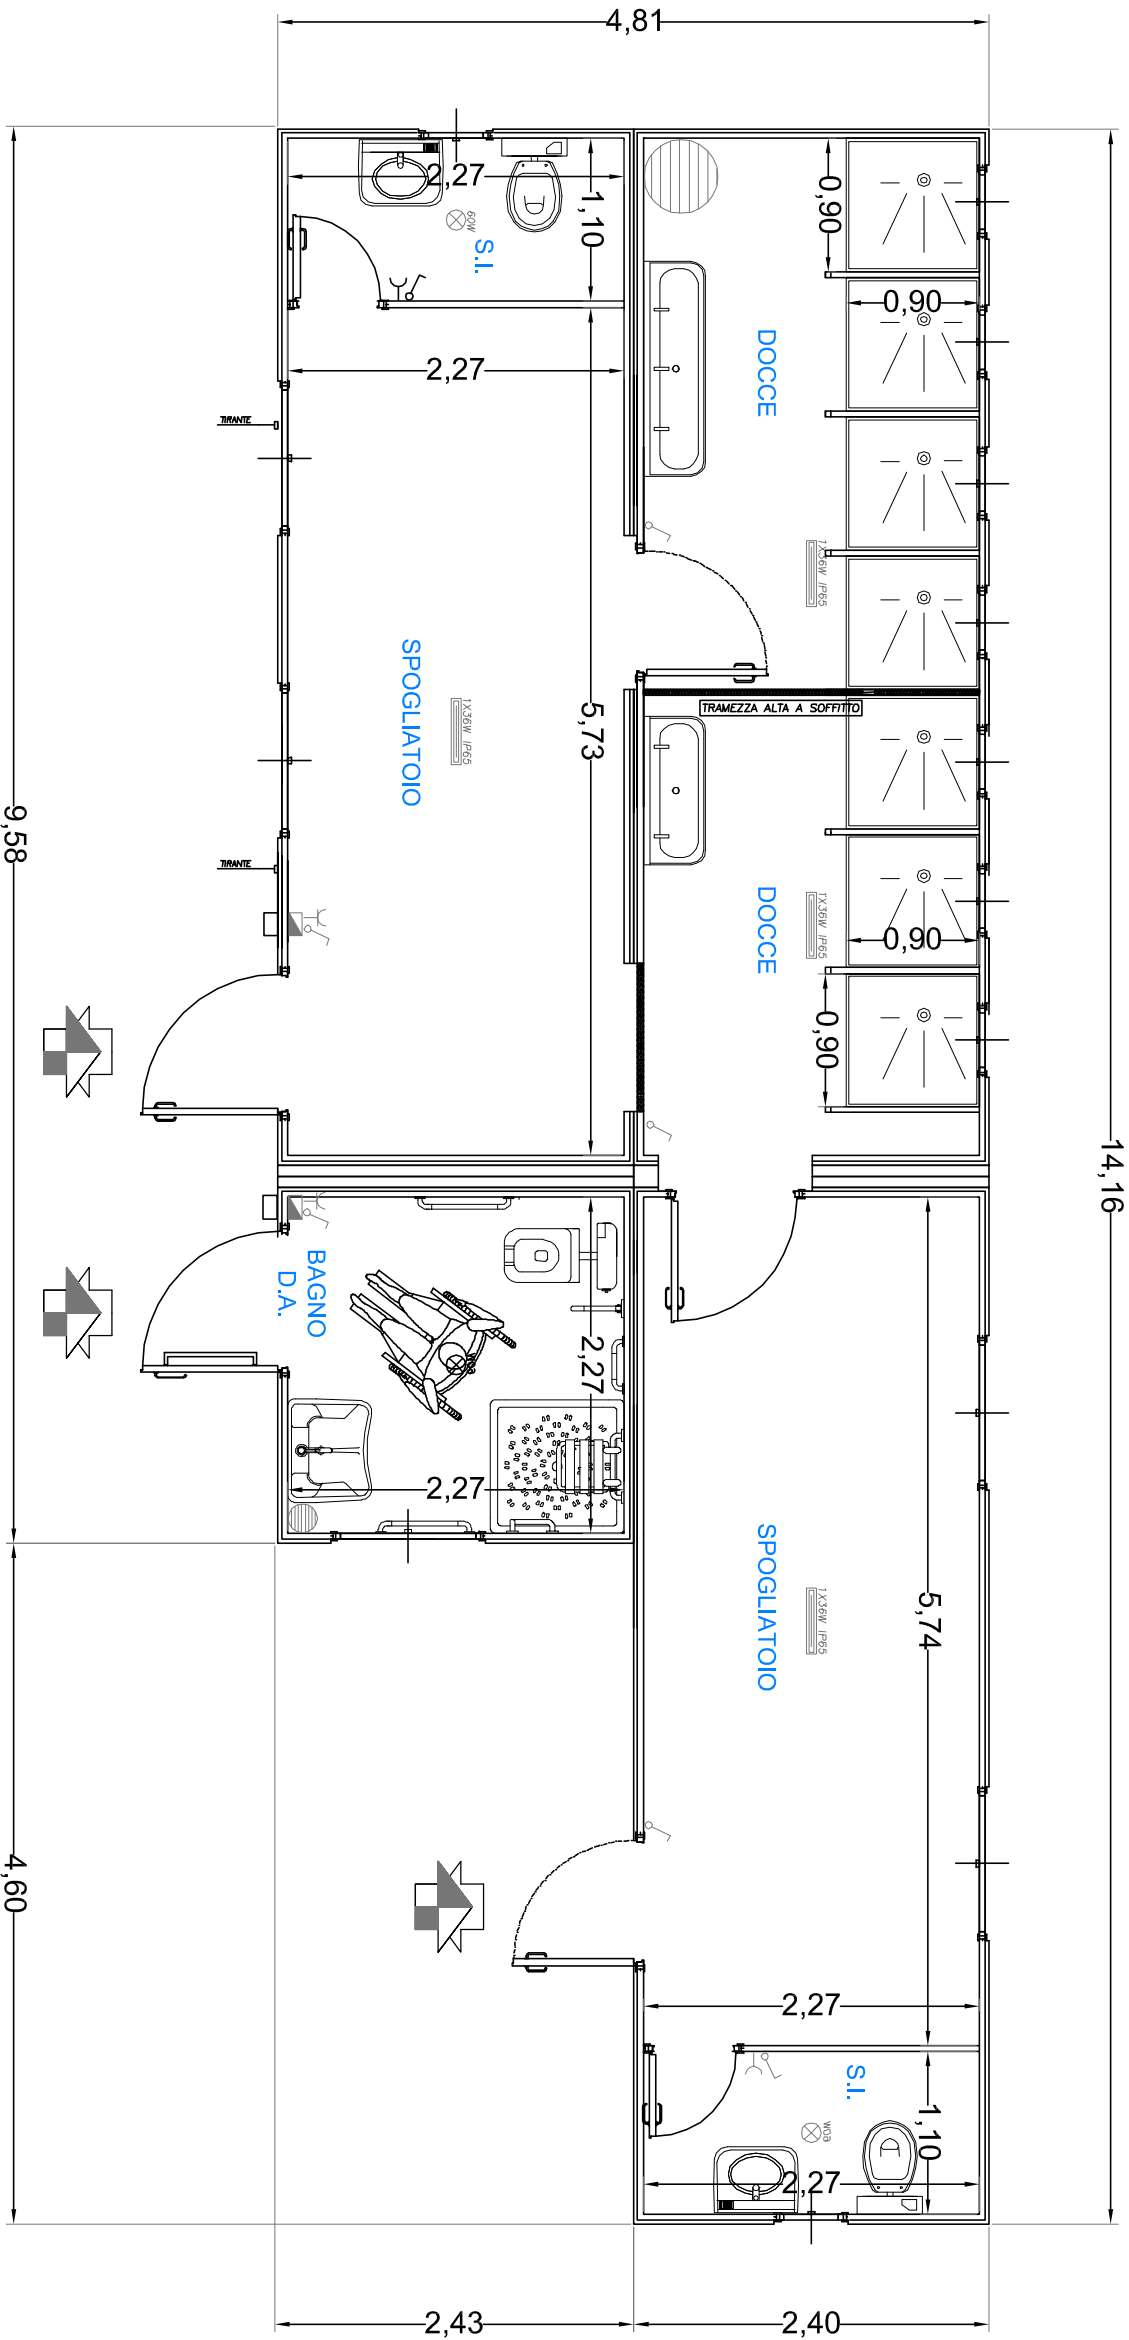 4,81
2,27
1,10
60W
S.I.
0,90
0,90
DOCCE
2,27
TIRANTE
1X36W IP65
SPOGLIATOIO
1X36W IP65
5,73
TRAMEZZA ALTA A SOFFITTO
9,58
TIRANTE
DOCCE
1X36W IP65
0,90
0,90
14,16
BAGNO
D.A.
2,27
2,27
SPOGLIATOIO
1X36W IP65
5,74
4,60
2,27
S.I.
60W
1,10
2,27
2,43
2,40